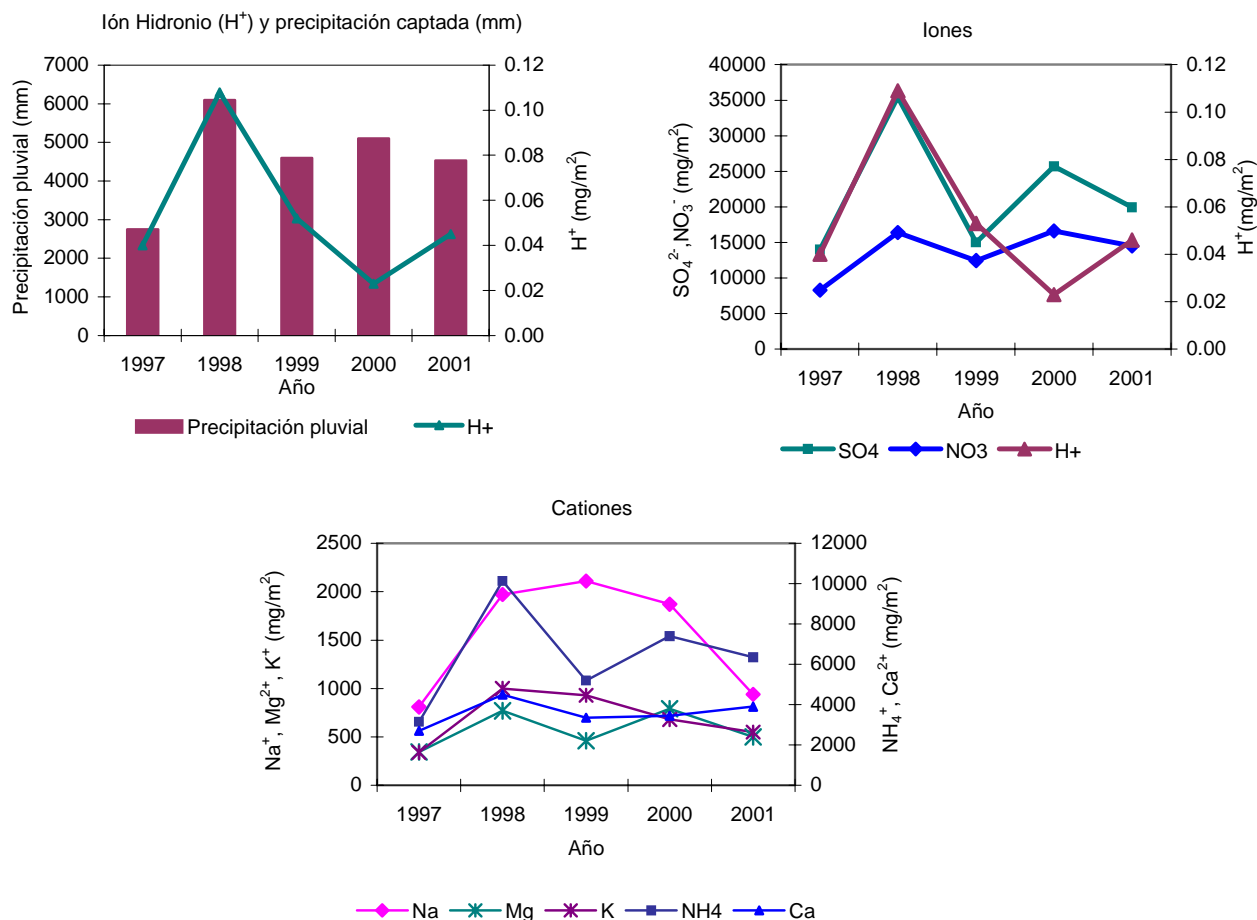 Ión Hidronio (H⁺) y precipitación captada (mm)
Precipitación pluvial (mm)
7000
6000
5000
4000
3000
2000
1000
0
0.12
0.10
0.08
0.06
0.04
0.02
0.00
H⁺ (mg/m²)
1997 1998 1999 2000 2001
Año
Precipitación pluvial H+
Iones
SO₄²⁻,NO₃⁻ (mg/m²)
40000
35000
30000
25000
20000
15000
10000
5000
0
0.12
0.10
0.08
0.06
0.04
0.02
0.00
H⁺(mg/m²)
1997 1998 1999 2000 2001
Año
SO4 NO3 H+
Cationes
Na⁺, Mg²⁺, K⁺ (mg/m²)
2500
2000
1500
1000
500
0
12000
10000
8000
6000
4000
2000
0
NH₄⁺, Ca²⁺ (mg/m²)
1997 1998 1999 2000 2001
Año
Na Mg K NH4 Ca